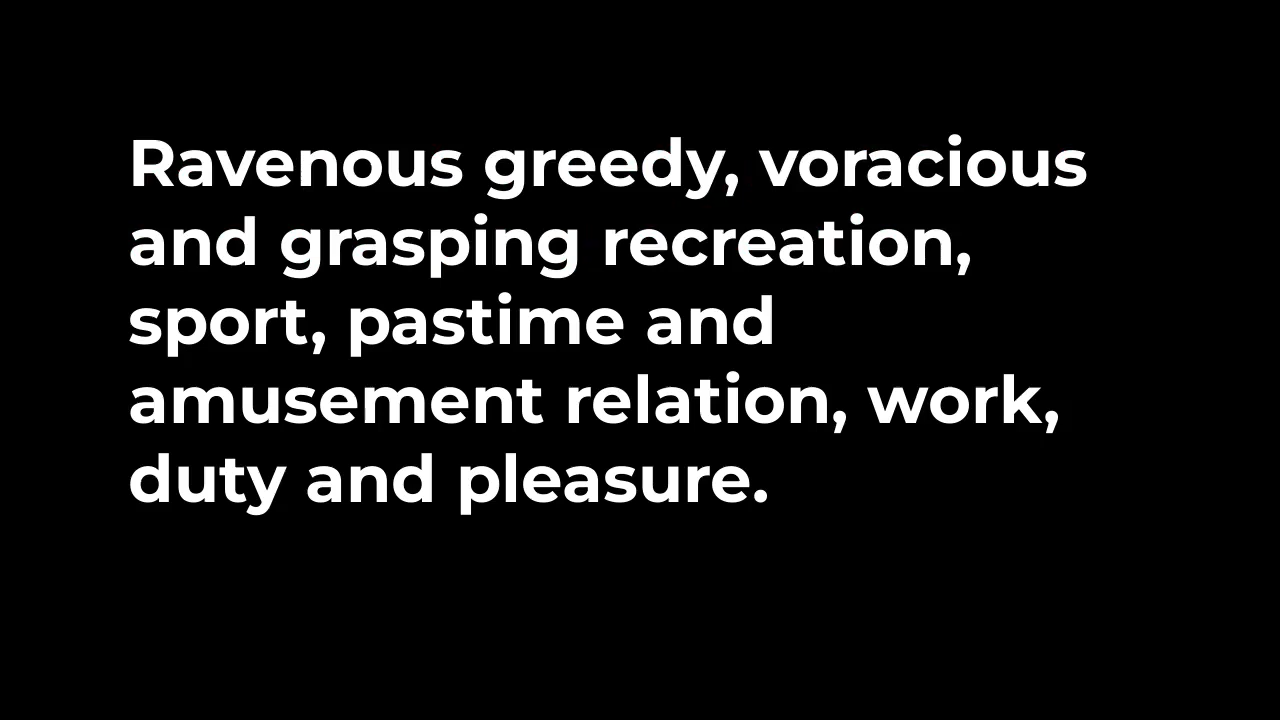 Ravenous greedy, voracious
and grasping recreation,
sport, pastime and
amusement relation, work,
duty and pleasure.